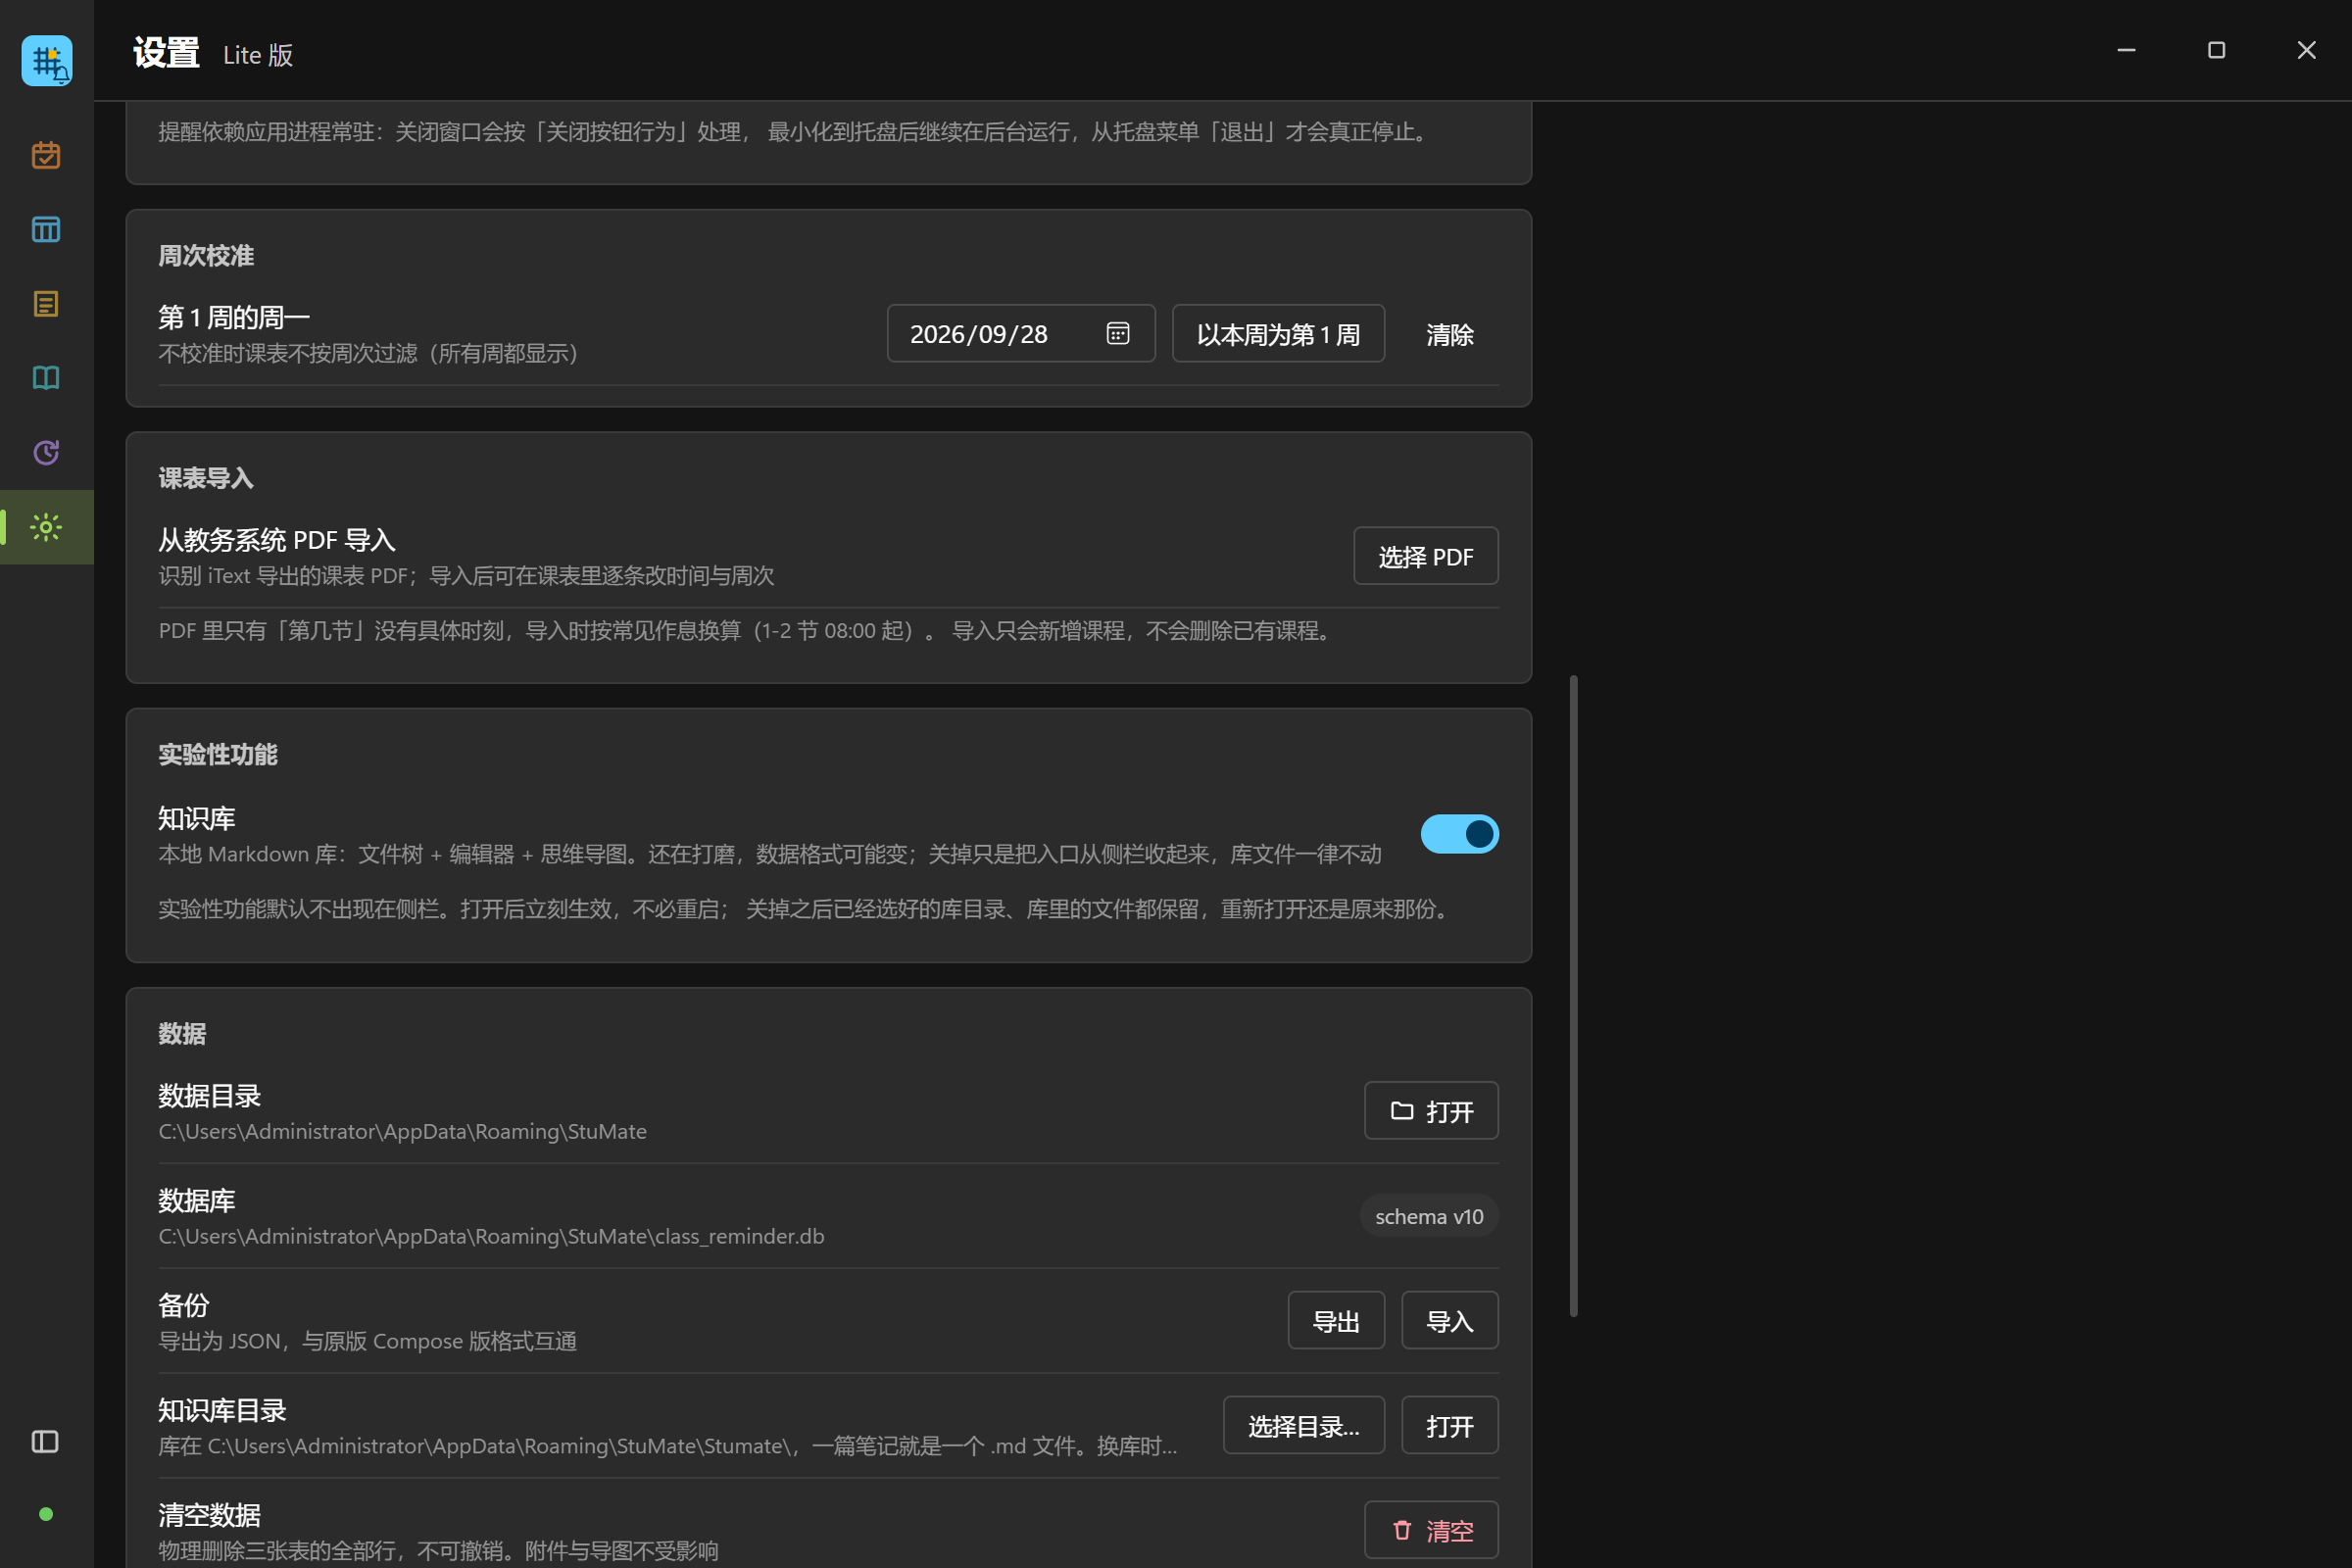 设置 Lite 版
提醒依赖应用进程常驻：关闭窗口会按「关闭按钮行为」处理， 最小化到托盘后继续在后台运行，从托盘菜单「退出」才会真正停止。
周次校准
第 1 周的周一
不校准时课表不按周次过滤（所有周都显示）
2026/09/28
以本周为第 1 周
清除
课表导入
从教务系统 PDF 导入
识别 iText 导出的课表 PDF；导入后可在课表里逐条改时间与周次
选择 PDF
PDF 里只有「第几节」没有具体时刻，导入时按常见作息换算（1-2 节 08:00 起）。 导入只会新增课程，不会删除已有课程。
实验性功能
知识库
本地 Markdown 库：文件树 + 编辑器 + 思维导图。还在打磨，数据格式可能变；关掉只是把入口从侧栏收起来，库文件一律不动
实验性功能默认不出现在侧栏。打开后立刻生效，不必重启； 关掉之后已经选好的库目录、库里的文件都保留，重新打开还是原来那份。
数据
数据目录
C:\Users\Administrator\AppData\Roaming\StuMate
打开
数据库
C:\Users\Administrator\AppData\Roaming\StuMate\class_reminder.db
schema v10
备份
导出为 JSON，与原版 Compose 版格式互通
导出
导入
知识库目录
库在 C:\Users\Administrator\AppData\Roaming\StuMate\Stumate\，一篇笔记就是一个 .md 文件。换库时...
选择目录...
打开
清空数据
物理删除三张表的全部行，不可撤销。附件与导图不受影响
清空